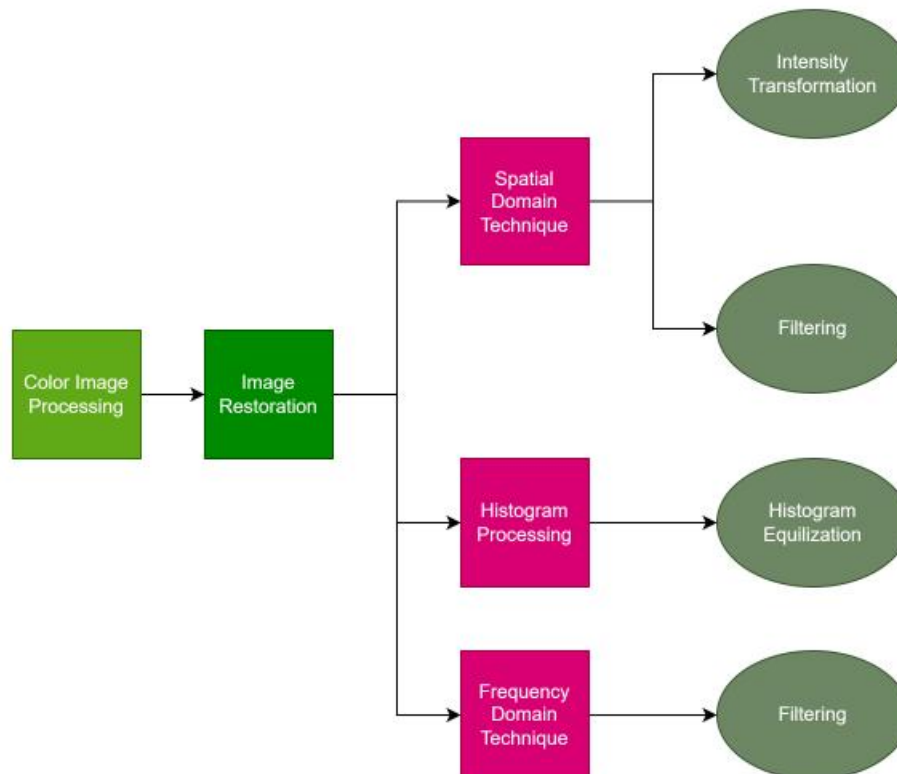 Intensity
Transformation
Spatial
Domain
Technique
Filtering
Color Image
Processing
Image
Restoration
Histogram
Processing
Histogram
Equilization
Frequency
Domain
Technique
Filtering